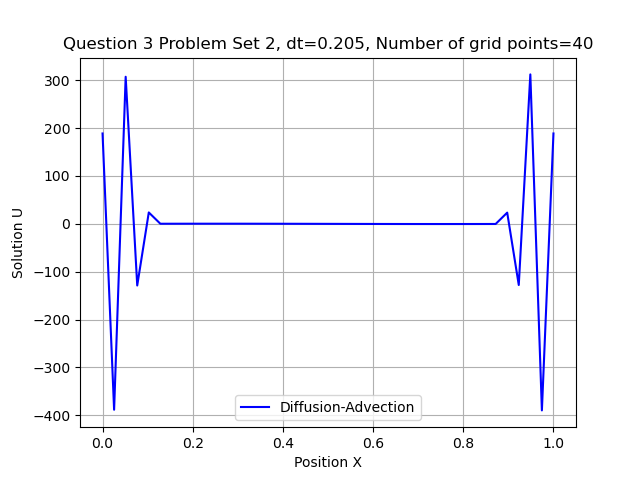 Question 3 Problem Set 2, dt=0.205, Number of grid points=40
300
200
100
0
−100
−200
−300
−400
Solution U
Diffusion-Advection
0.0 0.2 0.4 0.6 0.8 1.0
Position X